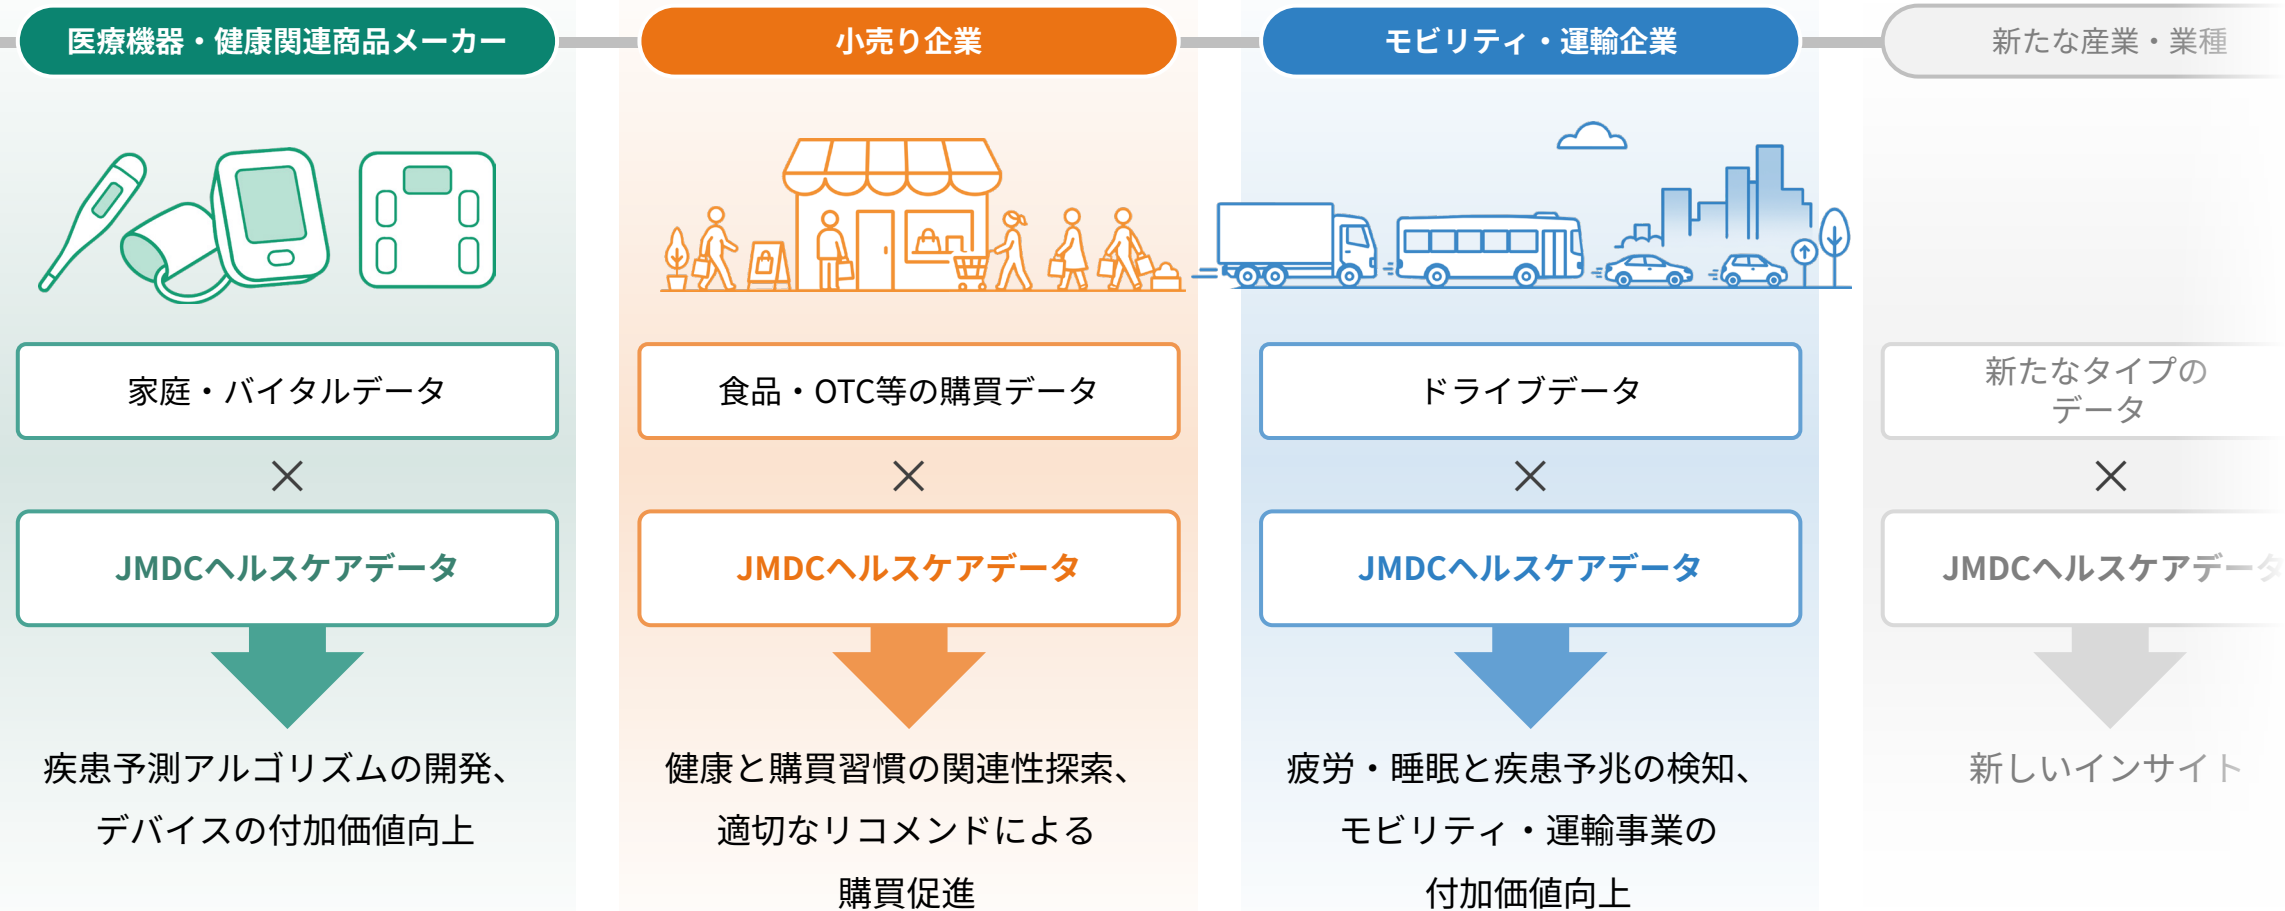 医療機器・健康関連商品メーカー
家庭・バイタルデータ
×
JMDCヘルスケアデータ
疾患予測アルゴリズムの開発、
デバイスの付加価値向上
小売り企業
食品・OTC等の購買データ
×
JMDCヘルスケアデータ
健康と購買習慣の関連性探索、
適切なリコメンドによる
購買促進
モビリティ・運輸企業
ドライブデータ
×
JMDCヘルスケアデータ
疲労・睡眠と疾患予兆の検知、
モビリティ・運輸事業の
付加価値向上
新たな産業・業種
新たなタイプの
データ
×
JMDCヘルスケアデータ
新しいインサイト